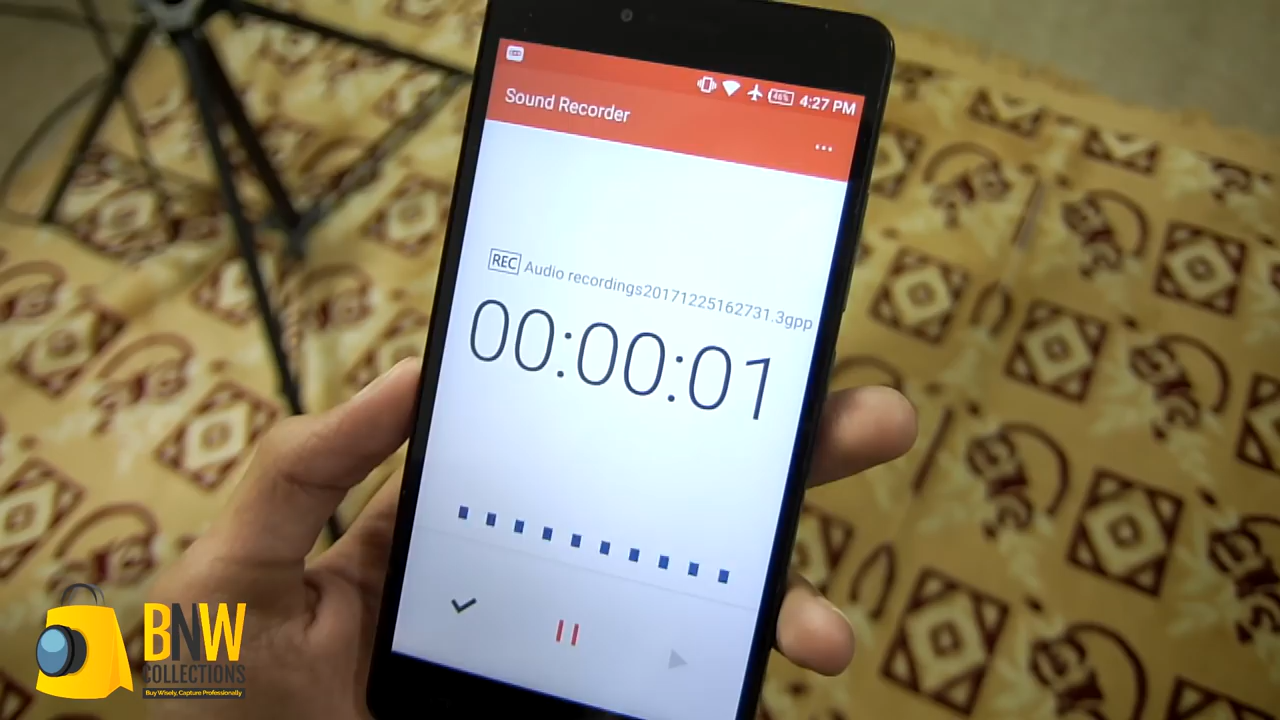 46% 4:27 PM
Sound Recorder
REC Audio recordings20171225162731.3gpp
00:00:01
BNW
COLLECTIONS
Buy Wisely, Capture Professionally